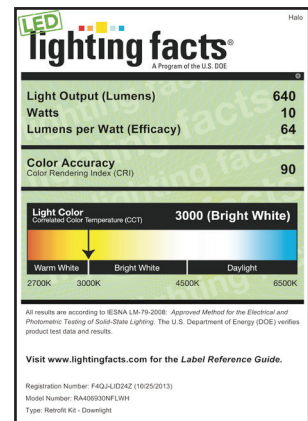 Halo
LED
lighting facts®
A Program of the U.S. DOE
Light Output (Lumens) 640
Watts 10
Lumens per Watt (Efficacy) 64
Color Accuracy 90
Color Rendering Index (CRI)
Light Color 3000 (Bright White)
Correlated Color Temperature (CCT)
Warm White Bright White Daylight
2700K 3000K 4500K 6500K
All results are according to IESNA LM-79-2008: Approved Method for the Electrical and
Photometric Testing of Solid-State Lighting. The U.S. Department of Energy (DOE) verifies
product test data and results.
Visit www.lightingfacts.com for the Label Reference Guide.
Registration Number: F4QJ-LID24Z (10/25/2013)
Model Number: RA406930NFLWH
Type: Retrofit Kit - Downlight